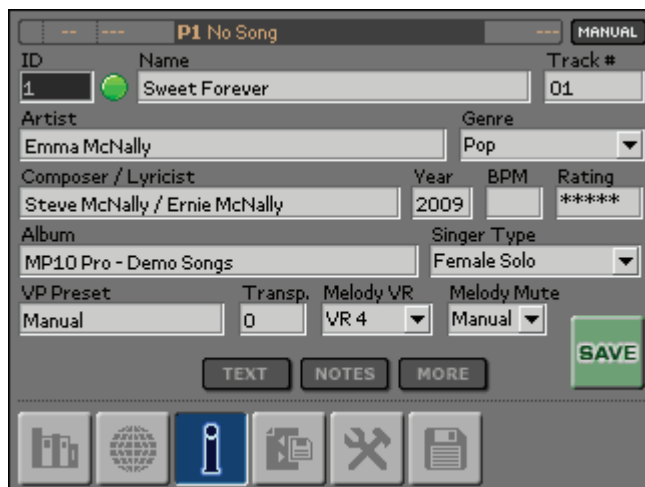 -- --- P1 No Song --- MANUAL
ID Name Track #
1 Sweet Forever 01
Artist Genre
Emma McNally Pop
Composer / Lyricist Year BPM Rating
Steve McNally / Ernie McNally 2009 *****
Album Singer Type
MP10 Pro - Demo Songs Female Solo
VP Preset Transp. Melody VR Melody Mute
Manual 0 VR 4 Manual
SAVE
TEXT NOTES MORE
i